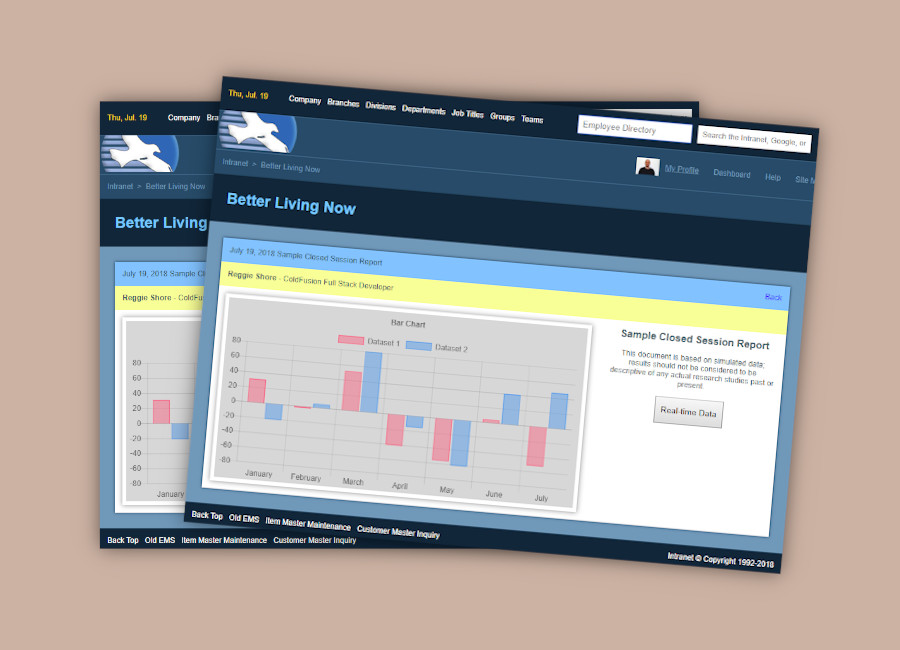 Thu, Jul. 19
Company Branches Divisions Departments Job Titles Groups Teams
Employee Directory
Search the Intranet, Google, or
My Profile Dashboard Help Site M
Intranet > Better Living Now
Better Living Now
July 19, 2018 Sample Closed Session Report
Back
Reggie Shore - ColdFusion Full Stack Developer
Bar Chart
Dataset 1 Dataset 2
80
60
40
20
0
-20
-40
-60
-80
January February March April May June July
Sample Closed Session Report
This document is based on simulated data;
results should not be considered to be
descriptive of any actual research studies past or
present.
Real-time Data
Back Top Old EMS Item Master Maintenance Customer Master Inquiry
Intranet © Copyright 1992-2018
Thu, Jul. 19
Company Bra
Intranet > Better Living Now
Better Living
July 19, 2018 Sample Cl
Reggie Shore - ColdFus
80
60
40
20
0
-20
-40
-60
-80
January
Back Top Old EMS Item Master Maintenance Customer Master Inquiry